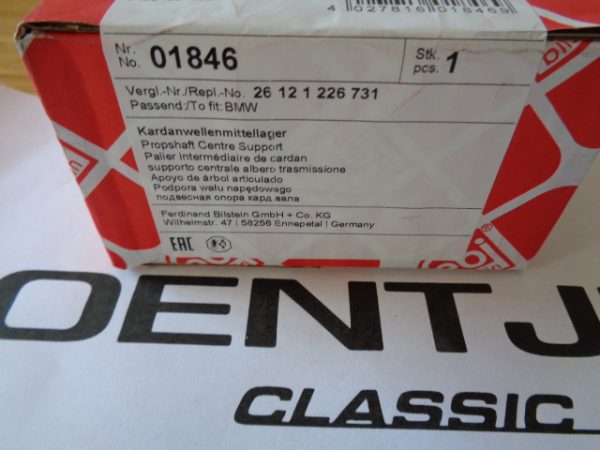 4 027816 018469
Nr.
No. 01846
Stk.
pcs. 1
Vergl.-Nr./Repl.-No. 26 12 1 226 731
Passend:/To fit: BMW
Kardanwellenmittellager
Propshaft Centre Support
Palier intermédiaire de cardan
supporto centrale albero trasmissione
Apoyo de árbol articulado
Podpora wału napędowego
подвесная опора кард.вала
Ferdinand Bilstein GmbH + Co. KG
Wilhelmstr. 47 | 58256 Ennepetal | Germany
EAC
OENTJ
CLASSIC